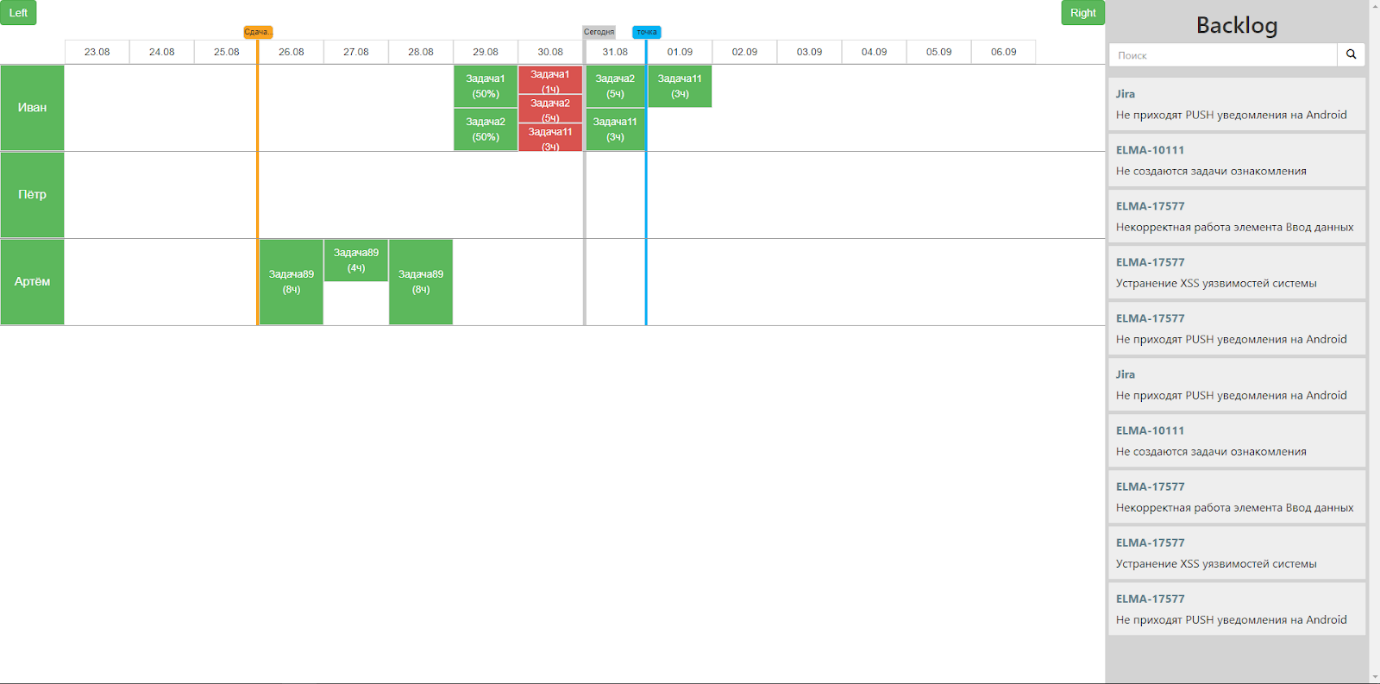 Left
Right
Сдача..
Сегодня
точка
23.08 24.08 25.08 26.08 27.08 28.08 29.08 30.08 31.08 01.09 02.09 03.09 04.09 05.09 06.09
Иван
Задача1
(50%)
Задача2
(50%)
Задача1
(1ч)
Задача2
(5ч)
Задача11
(3ч)
Задача2
(5ч)
Задача11
(3ч)
Задача11
(3ч)
Пётр
Артём
Задача89
(8ч)
Задача89
(4ч)
Задача89
(8ч)
Backlog
Поиск
Jira
Не приходят PUSH уведомления на Android
ELMA-10111
Не создаются задачи ознакомления
ELMA-17577
Некорректная работа элемента Ввод данных
ELMA-17577
Устранение XSS уязвимостей системы
ELMA-17577
Не приходят PUSH уведомления на Android
Jira
Не приходят PUSH уведомления на Android
ELMA-10111
Не создаются задачи ознакомления
ELMA-17577
Некорректная работа элемента Ввод данных
ELMA-17577
Устранение XSS уязвимостей системы
ELMA-17577
Не приходят PUSH уведомления на Android